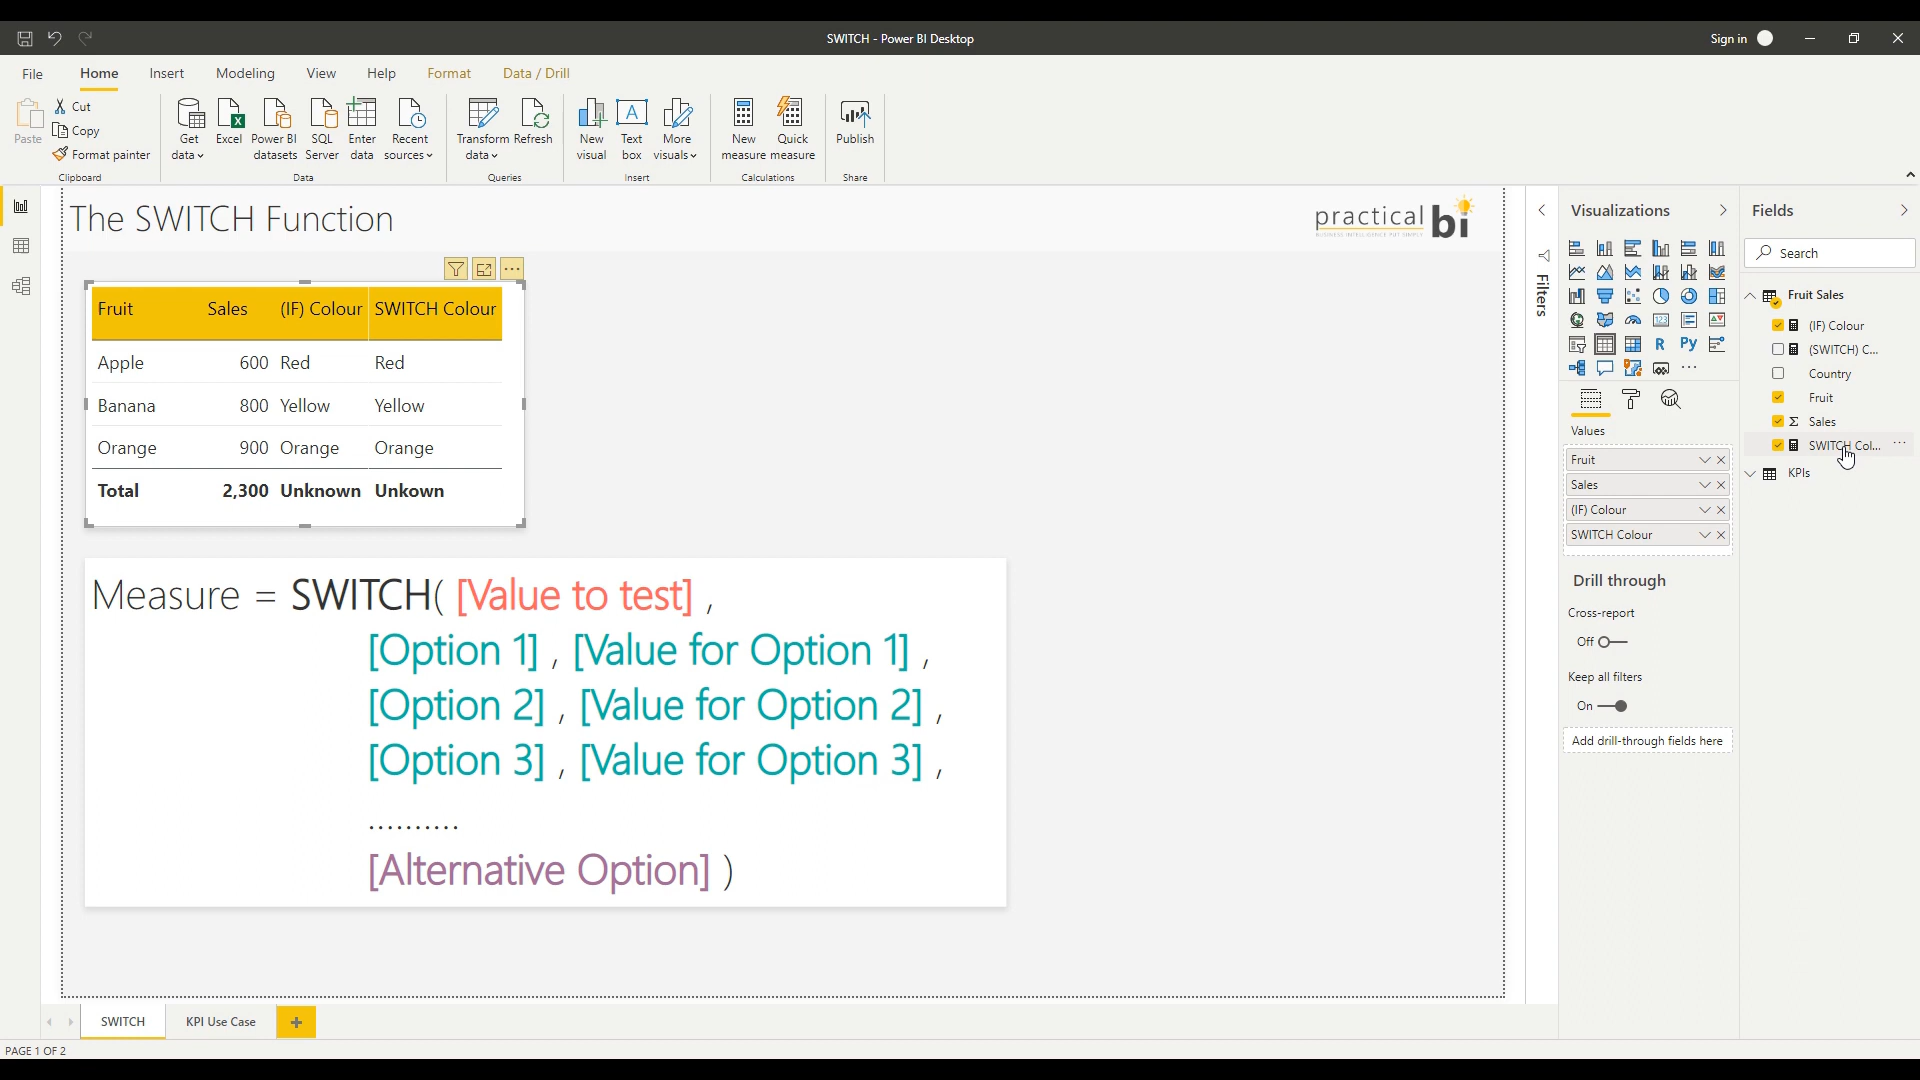 SWITCH - Power BI Desktop
Sign in
File Home Insert Modeling View Help Format Data / Drill
Paste
Cut
Copy
Format painter
Clipboard
Get data
Excel
Power BI datasets
SQL Server
Enter data
Recent sources
Data
Transform data
Refresh
Queries
New visual
Text box
More visuals
Insert
New measure
Quick measure
Calculations
Publish
Share
The SWITCH Function
practical bi
Fruit Sales (IF) Colour SWITCH Colour
Apple 600 Red Red
Banana 800 Yellow Yellow
Orange 900 Orange Orange
Total 2,300 Unknown Unkown
Measure = SWITCH( [Value to test] ,
[Option 1] , [Value for Option 1] ,
[Option 2] , [Value for Option 2] ,
[Option 3] , [Value for Option 3] ,
..........
[Alternative Option] )
Filters
Visualizations
R Py
Values
Fruit
Sales
(IF) Colour
SWITCH Colour
Drill through
Cross-report
Off
Keep all filters
On
Add drill-through fields here
Fields
Search
Fruit Sales
(IF) Colour
(SWITCH) C...
Country
Fruit
Σ Sales
SWITCH Col...
KPIs
SWITCH KPI Use Case
PAGE 1 OF 2